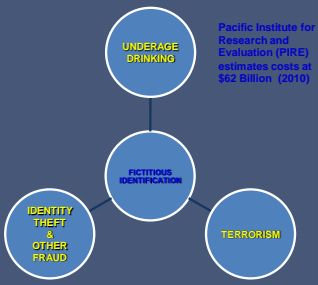 UNDERAGE
DRINKING
Pacific Institute for
Research and
Evaluation (PIRE)
estimates costs at
$62 Billion (2010)
FICTITIOUS
IDENTIFICATION
IDENTITY
THEFT
&
OTHER
FRAUD
TERRORISM